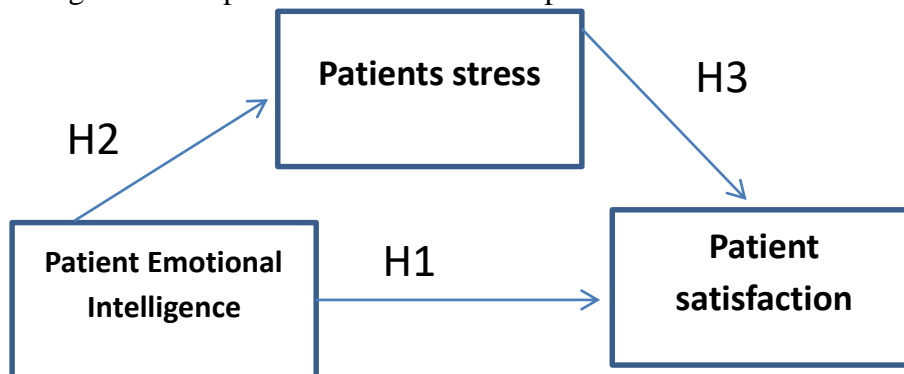 Patients stress
H3
H2
Patient Emotional
Intelligence
H1
Patient
satisfaction